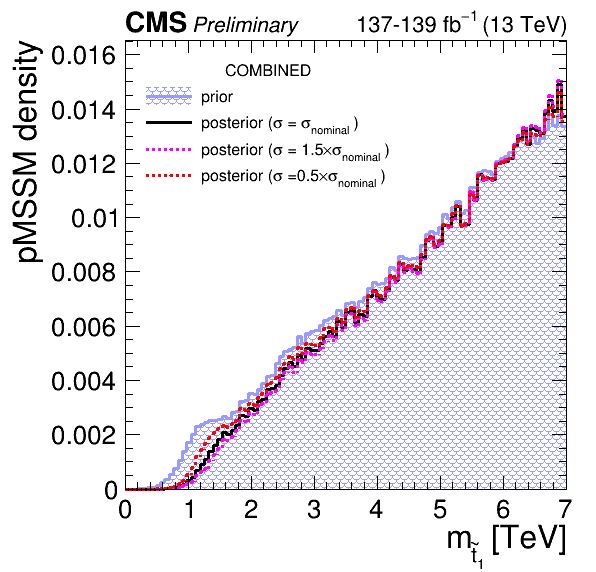 CMS Preliminary 137-139 fb⁻¹ (13 TeV)
COMBINED
prior
posterior (σ = σnominal )
posterior (σ = 1.5×σnominal )
posterior (σ =0.5×σnominal )
pMSSM density
0.016
0.014
0.012
0.01
0.008
0.006
0.004
0.002
0
0 1 2 3 4 5 6 7
m t̃₁ [TeV]